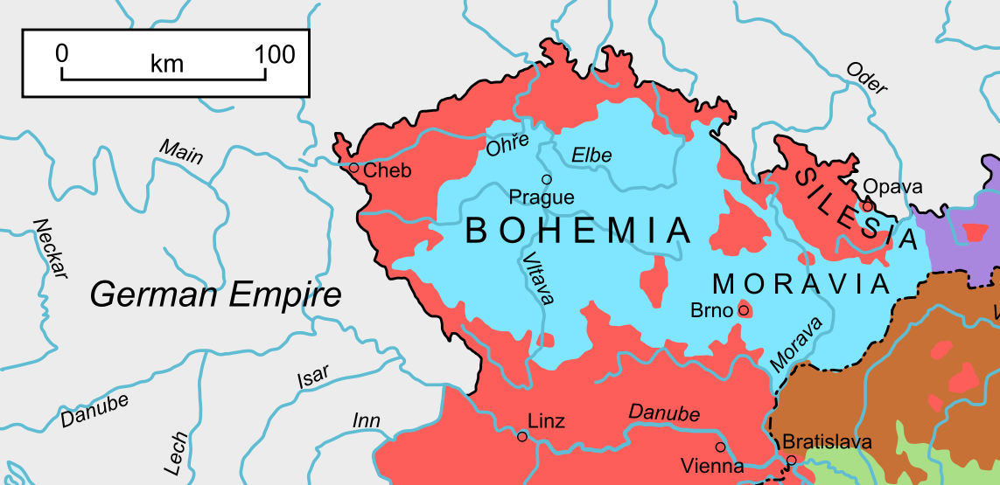 0 100
km
Oder
Main
Ohře
Elbe
Cheb
Prague
Opava
SILESIA
BOHEMIA
Neckar
Vltava
MORAVIA
German Empire
Brno
Morava
Isar
Danube
Inn
Linz
Danube
Lech
Vienna
Bratislava
V